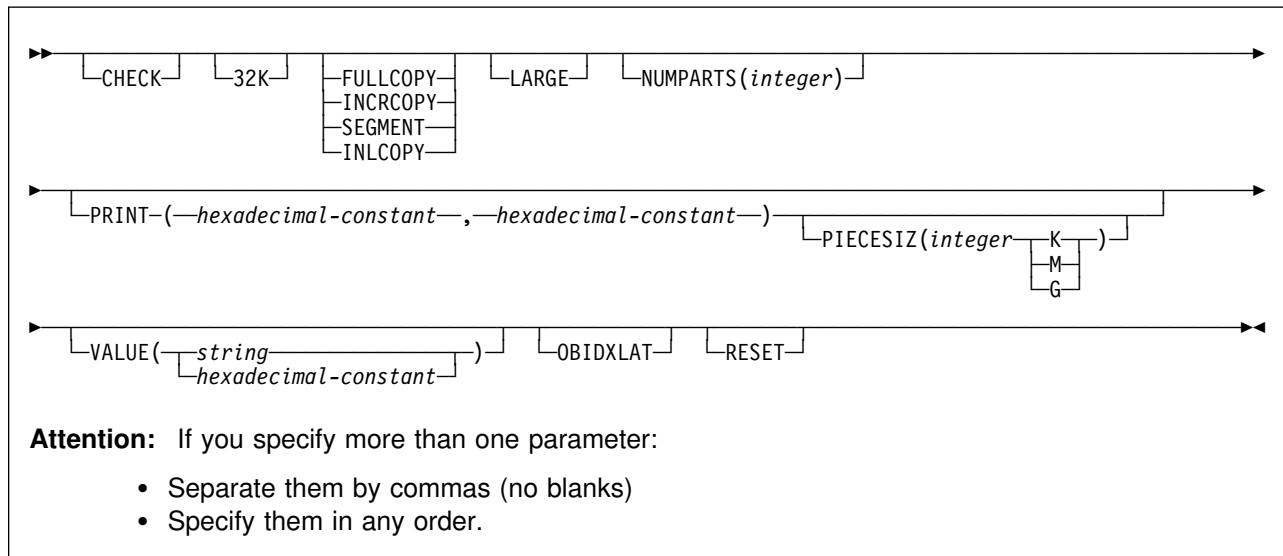 CHECK 32K FULLCOPY LARGE NUMPARTS(integer)
INCRCOPY
SEGMENT
INLCOPY
PRINT ( hexadecimal-constant , hexadecimal-constant )
PIECESIZ(integer K )
M
G
VALUE( string ) OBIDXLAT RESET
hexadecimal-constant
Attention: If you specify more than one parameter:
• Separate them by commas (no blanks)
• Specify them in any order.